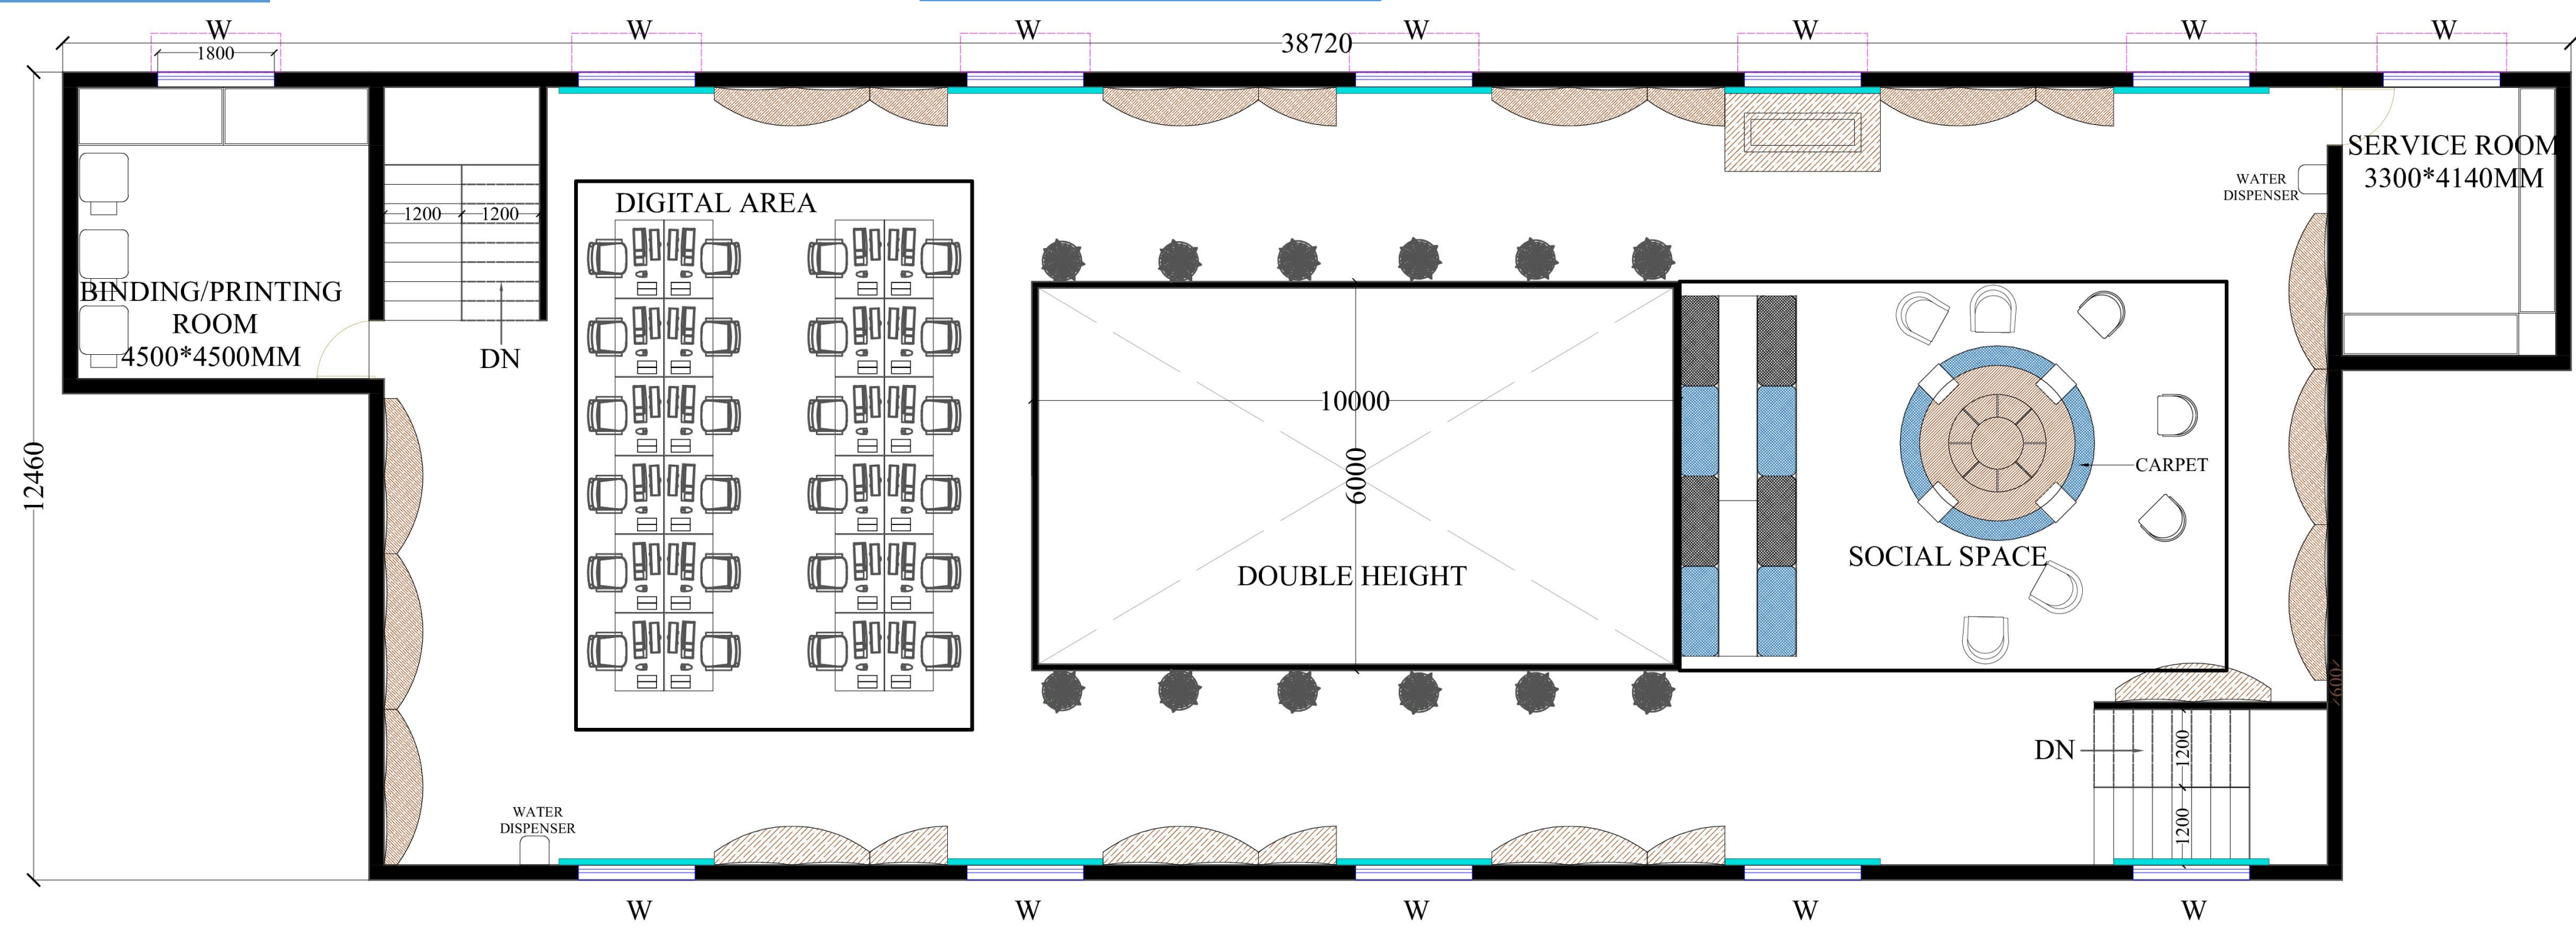 W
W
W
W
W
W
W
1800
38720
SERVICE ROOM
3300*4140MM
WATER
DISPENSER
DIGITAL AREA
1200
1200
BINDING/PRINTING
ROOM
4500*4500MM
DN
10000
6000
12460
CARPET
DOUBLE HEIGHT
SOCIAL SPACE
DN
1200
1200
WATER
DISPENSER
W
W
W
W
W